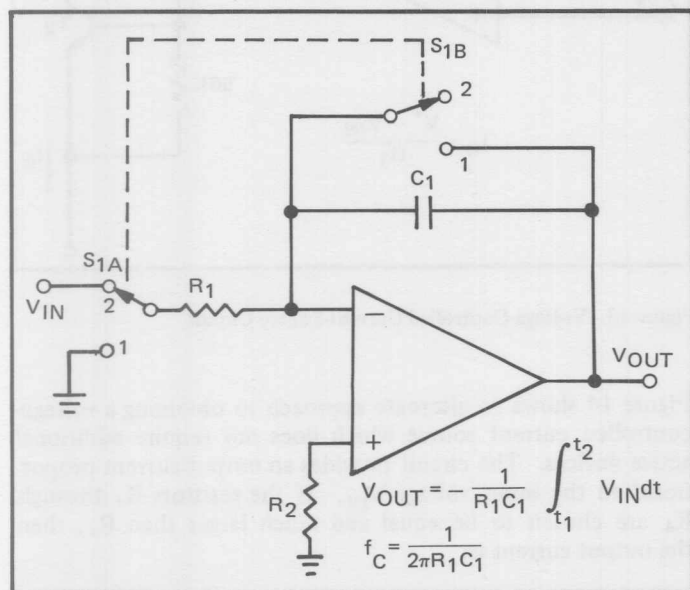 S1B
2
1
C1
S1A
R1
VIN
2
1
VOUT
+
R2
VOUT = 1/R1C1 ∫t1t2 VIN dt
fC = 1/2πR1C1